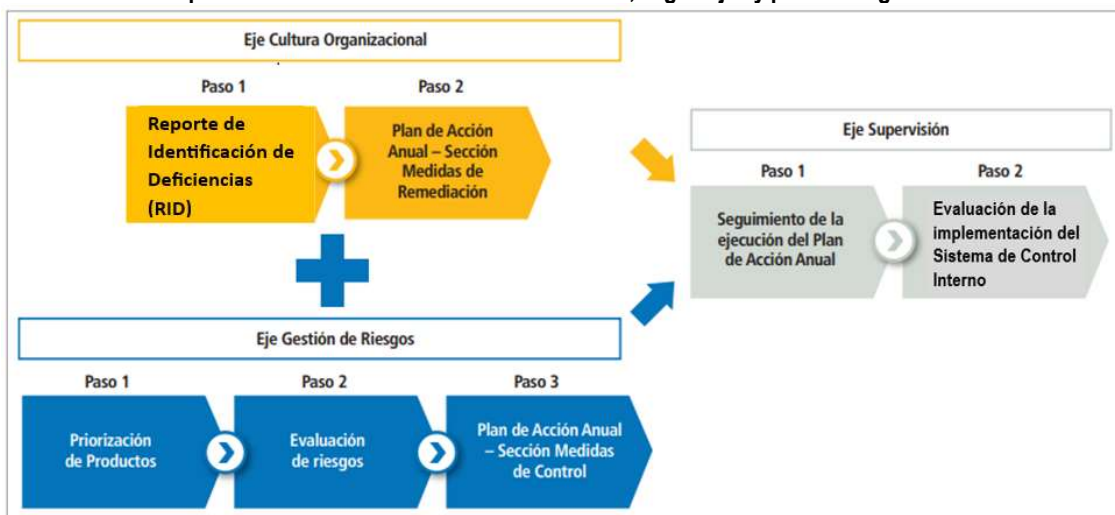 Eje Cultura Organizacional
Paso 1
Paso 2
Reporte de
Identificación de
Deficiencias
(RID)
Plan de Acción
Anual – Sección
Medidas de
Remediación
Eje Supervisión
Paso 1
Paso 2
Seguimiento de la
ejecución del Plan
de Acción Anual
Evaluación de la
implementación del
Sistema de Control
Interno
Eje Gestión de Riesgos
Paso 1
Paso 2
Paso 3
Priorización
de Productos
Evaluación
de riesgos
Plan de Acción Anual
– Sección Medidas
de Control